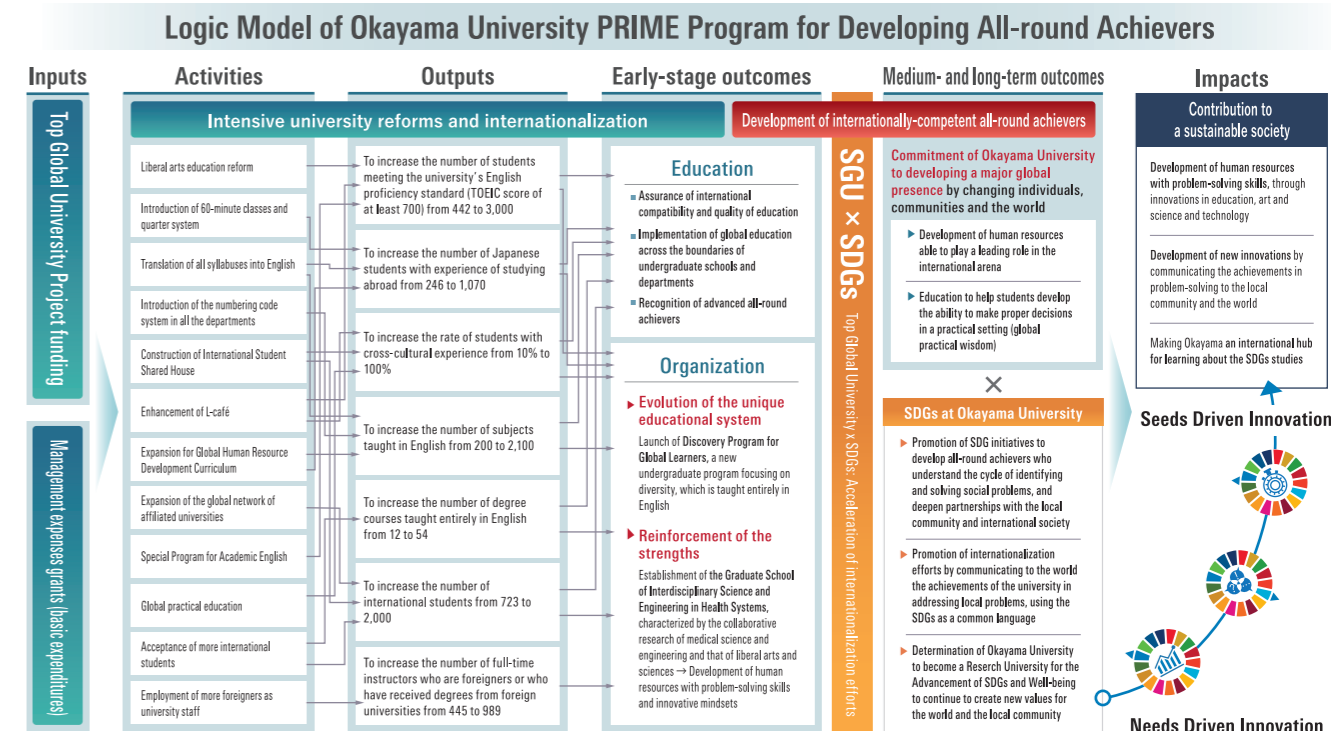 Logic Model of Okayama University PRIME Program for Developing All-round Achievers
Inputs
Top Global University Project funding
Management expenses grants (basic expenditures)
Activities
Outputs
Early-stage outcomes
Medium- and long-term outcomes
Impacts
Intensive university reforms and internationalization
Development of internationally-competent all-round achievers
Liberal arts education reform
Introduction of 60-minute classes and
quarter system
Translation of all syllabuses into English
Introduction of the numbering code
system in all the departments
Construction of International Student
Shared House
Enhancement of L-café
Expansion for Global Human Resource
Development Curriculum
Expansion of the global network of
affiliated universities
Special Program for Academic English
Global practical education
Acceptance of more international
students
Employment of more foreigners as
university staff
To increase the number of students
meeting the university's English
proficiency standard (TOEIC score of
at least 700) from 442 to 3,000
To increase the number of Japanese
students with experience of studying
abroad from 246 to 1,070
To increase the rate of students with
cross-cultural experience from 10% to
100%
To increase the number of subjects
taught in English from 200 to 2,100
To increase the number of degree
courses taught entirely in English
from 12 to 54
To increase the number of
international students from 723 to
2,000
To increase the number of full-time
instructors who are foreigners or who
have received degrees from foreign
universities from 445 to 989
Education
Assurance of international
compatibility and quality of education
Implementation of global education
across the boundaries of
undergraduate schools and
departments
Recognition of advanced all-round
achievers
Organization
Evolution of the unique
educational system
Launch of Discovery Program for
Global Learners, a new
undergraduate program focusing on
diversity, which is taught entirely in
English
Reinforcement of the
strengths
Establishment of the Graduate School
of Interdisciplinary Science and
Engineering in Health Systems,
characterized by the collaborative
research of medical science and
engineering and that of liberal arts and
sciences → Development of human
resources with problem-solving skills
and innovative mindsets
SGU × SDGs
Top Global University x SDGs: Acceleration of internationalization efforts
Commitment of Okayama University
to developing a major global
presence by changing individuals,
communities and the world
Development of human resources
able to play a leading role in the
international arena
Education to help students develop
the ability to make proper decisions
in a practical setting (global
practical wisdom)
×
SDGs at Okayama University
Promotion of SDG initiatives to
develop all-round achievers who
understand the cycle of identifying
and solving social problems, and
deepen partnerships with the local
community and international society
Promotion of internationalization
efforts by communicating to the world
the achievements of the university in
addressing local problems, using the
SDGs as a common language
Determination of Okayama University
to become a Reserch University for the
Advancement of SDGs and Well-being
to continue to create new values for
the world and the local community
Contribution to
a sustainable society
Development of human resources
with problem-solving skills, through
innovations in education, art and
science and technology
Development of new innovations by
communicating the achievements in
problem-solving to the local
community and the world
Making Okayama an international hub
for learning about the SDGs studies
Seeds Driven Innovation
Needs Driven Innovation